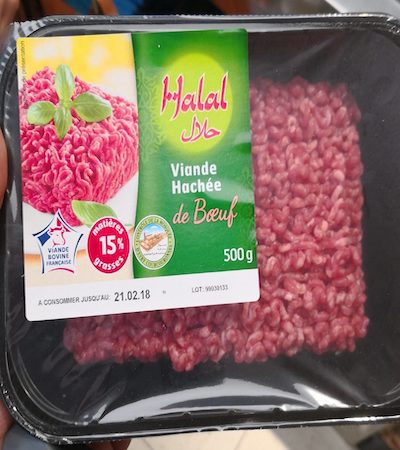 Halal
حلال
Viande
Hachée
de Bœuf
500 g
VIANDE
BOVINE
FRANÇAISE
matières
15%
grasses
A CONSOMMER JUSQU'AU: 21.02.18
LOT: 99030133